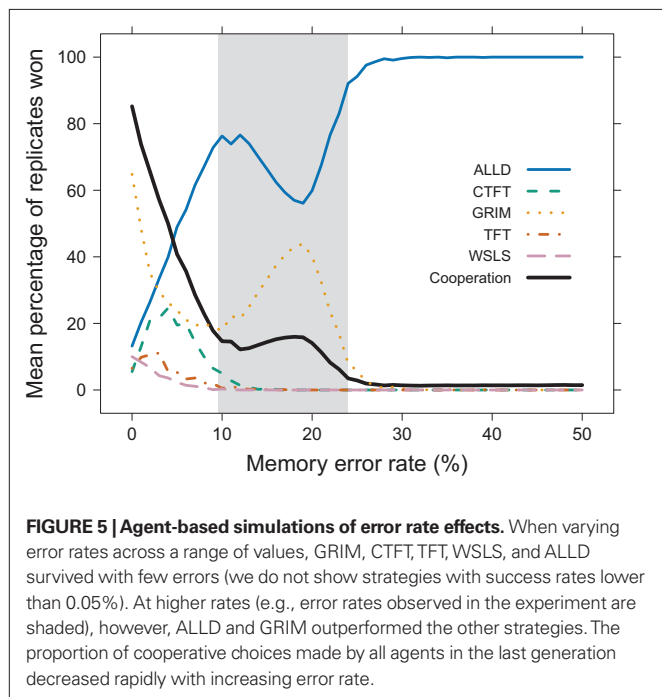 100
80
60
40
20
0
Mean percentage of replicates won
ALLD
CTFT
GRIM
TFT
WSLS
Cooperation
0 10 20 30 40 50
Memory error rate (%)
FIGURE 5 | Agent-based simulations of error rate effects. When varying
error rates across a range of values, GRIM, CTFT, TFT, WSLS, and ALLD
survived with few errors (we do not show strategies with success rates lower
than 0.05%). At higher rates (e.g., error rates observed in the experiment are
shaded), however, ALLD and GRIM outperformed the other strategies. The
proportion of cooperative choices made by all agents in the last generation
decreased rapidly with increasing error rate.